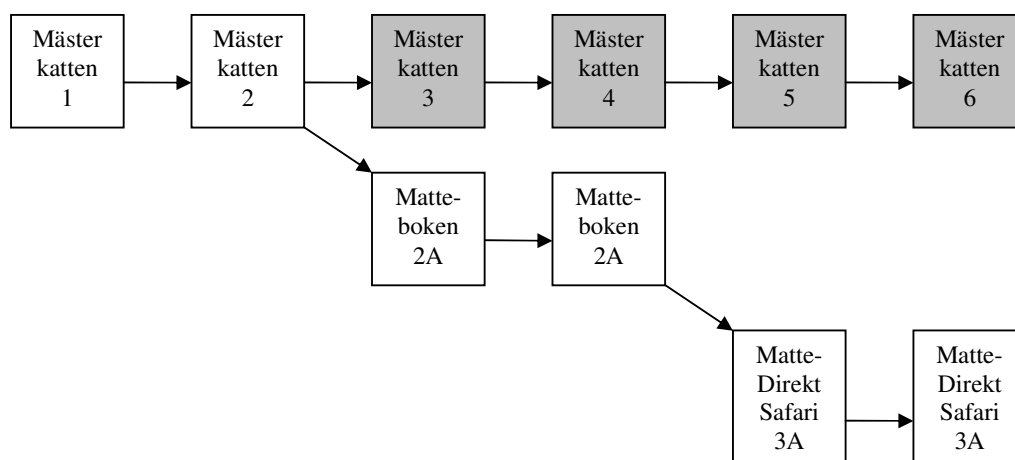 Mäster
katten
1
Mäster
katten
2
Mäster
katten
3
Mäster
katten
4
Mäster
katten
5
Mäster
katten
6
Matte-
boken
2A
Matte-
boken
2A
Matte-
Direkt
Safari
3A
Matte-
Direkt
Safari
3A